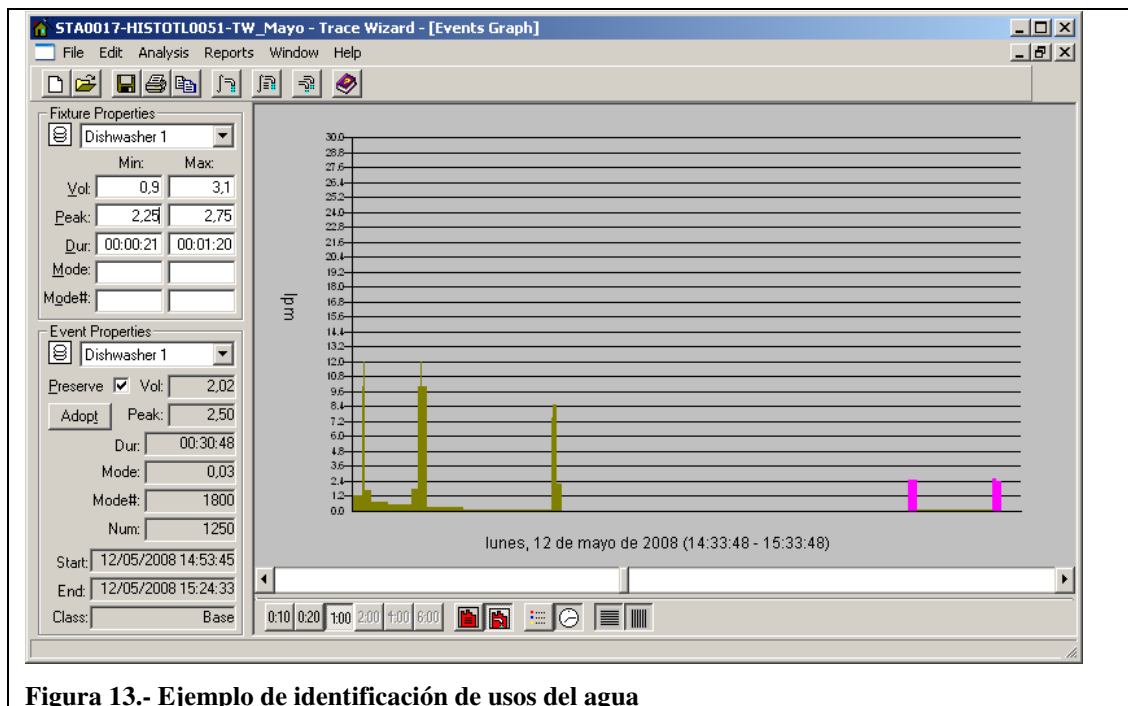 STA0017-HISTOTL0051-TW_Mayo - Trace Wizard - [Events Graph]
File Edit Analysis Reports Window Help
Fixture Properties
Dishwasher 1
Min: Max:
Vol: 0,9 3,1
Peak: 2,25 2,75
Dur: 00:00:21 00:01:20
Mode:
Mode#:
Event Properties
Dishwasher 1
Preserve Vol: 2,02
Adopt Peak: 2,50
Dur: 00:30:48
Mode: 0,03
Mode#: 1800
Num: 1250
Start: 12/05/2008 14:53:45
End: 12/05/2008 15:24:33
Class: Base
lpm
30.0
28.8
27.6
26.4
25.2
24.0
22.8
21.6
20.4
19.2
18.0
16.8
15.6
14.4
13.2
12.0
10.8
9.6
8.4
7.2
6.0
4.8
3.6
2.4
1.2
0.0
lunes, 12 de mayo de 2008 (14:33:48 - 15:33:48)
0:10 0:20 1:00 2:00 4:00 6:00
Figura 13.- Ejemplo de identificación de usos del agua